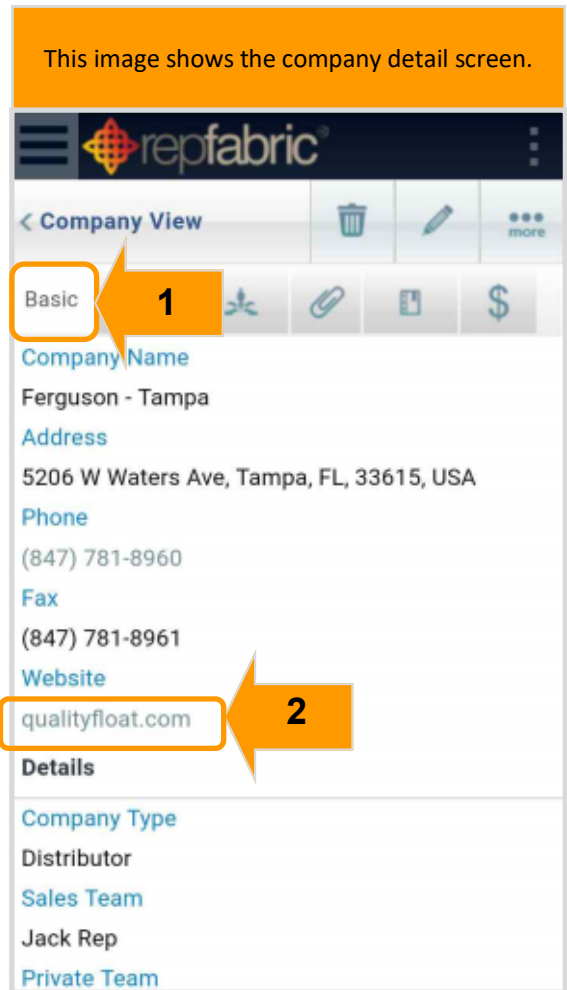 This image shows the company detail screen.
repfabric®
< Company View
more
Basic
1
$
Company Name
Ferguson - Tampa
Address
5206 W Waters Ave, Tampa, FL, 33615, USA
Phone
(847) 781-8960
Fax
(847) 781-8961
Website
qualityfloat.com
2
Details
Company Type
Distributor
Sales Team
Jack Rep
Private Team